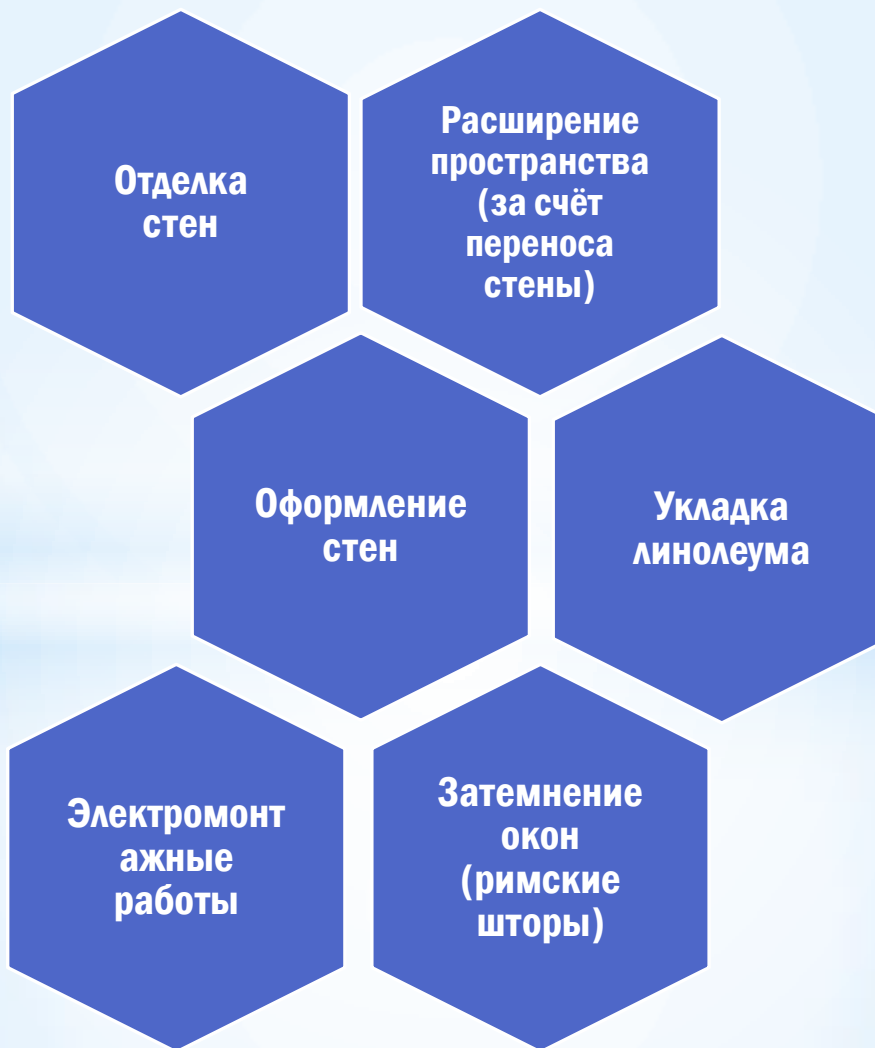 Отделка
стен
Расширение
пространства
(за счёт
переноса
стены)
Оформление
стен
Укладка
линолеума
Электромонт
ажные
работы
Затемнение
окон
(римские
шторы)